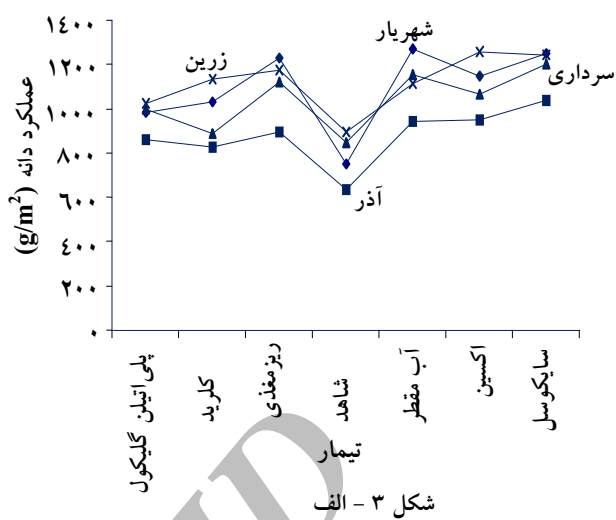 عملکرد دانه (g/m²)
۱۴۰۰
۱۲۰۰
۱۰۰۰
۸۰۰
۶۰۰
۴۰۰
۲۰۰
۰
زرین
شهریار
سرداری
آذر
پلی اتیلن گلیکول
کلرید
ریزمغذی
شاهد
آب مقطر
اکسین
سایکوسل
تیمار
شکل ۳ - الف